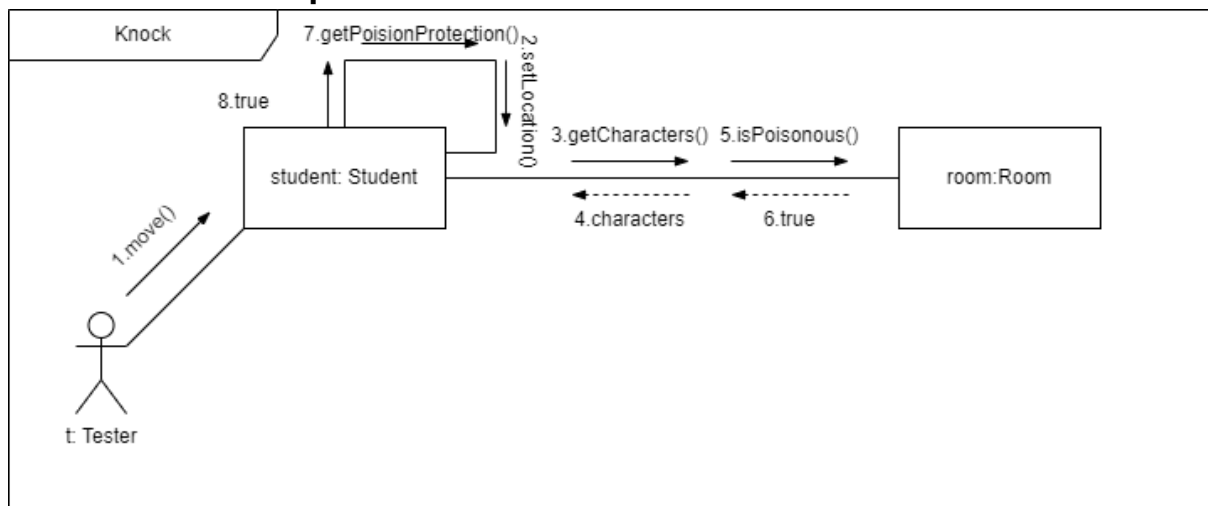 Knock
7.getPoisionProtection()
2.setLocation()
8.true
3.getCharacters()
5.isPoisonous()
student: Student
room:Room
4.characters
6.true
1.move()
t: Tester